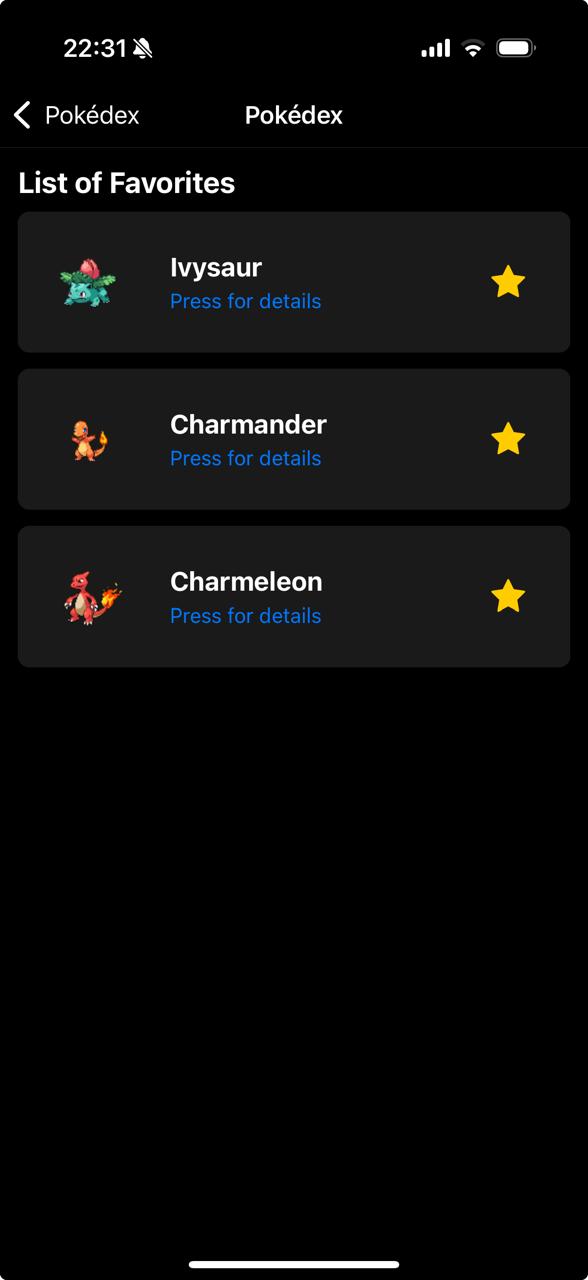 22:31
Pokédex
Pokédex
List of Favorites
Ivysaur
Press for details
Charmander
Press for details
Charmeleon
Press for details